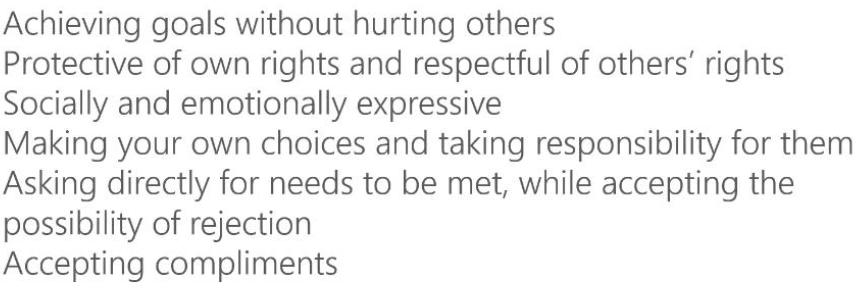 Achieving goals without hurting others
Protective of own rights and respectful of others’ rights
Socially and emotionally expressive
Making your own choices and taking responsibility for them
Asking directly for needs to be met, while accepting the
possibility of rejection
Accepting compliments